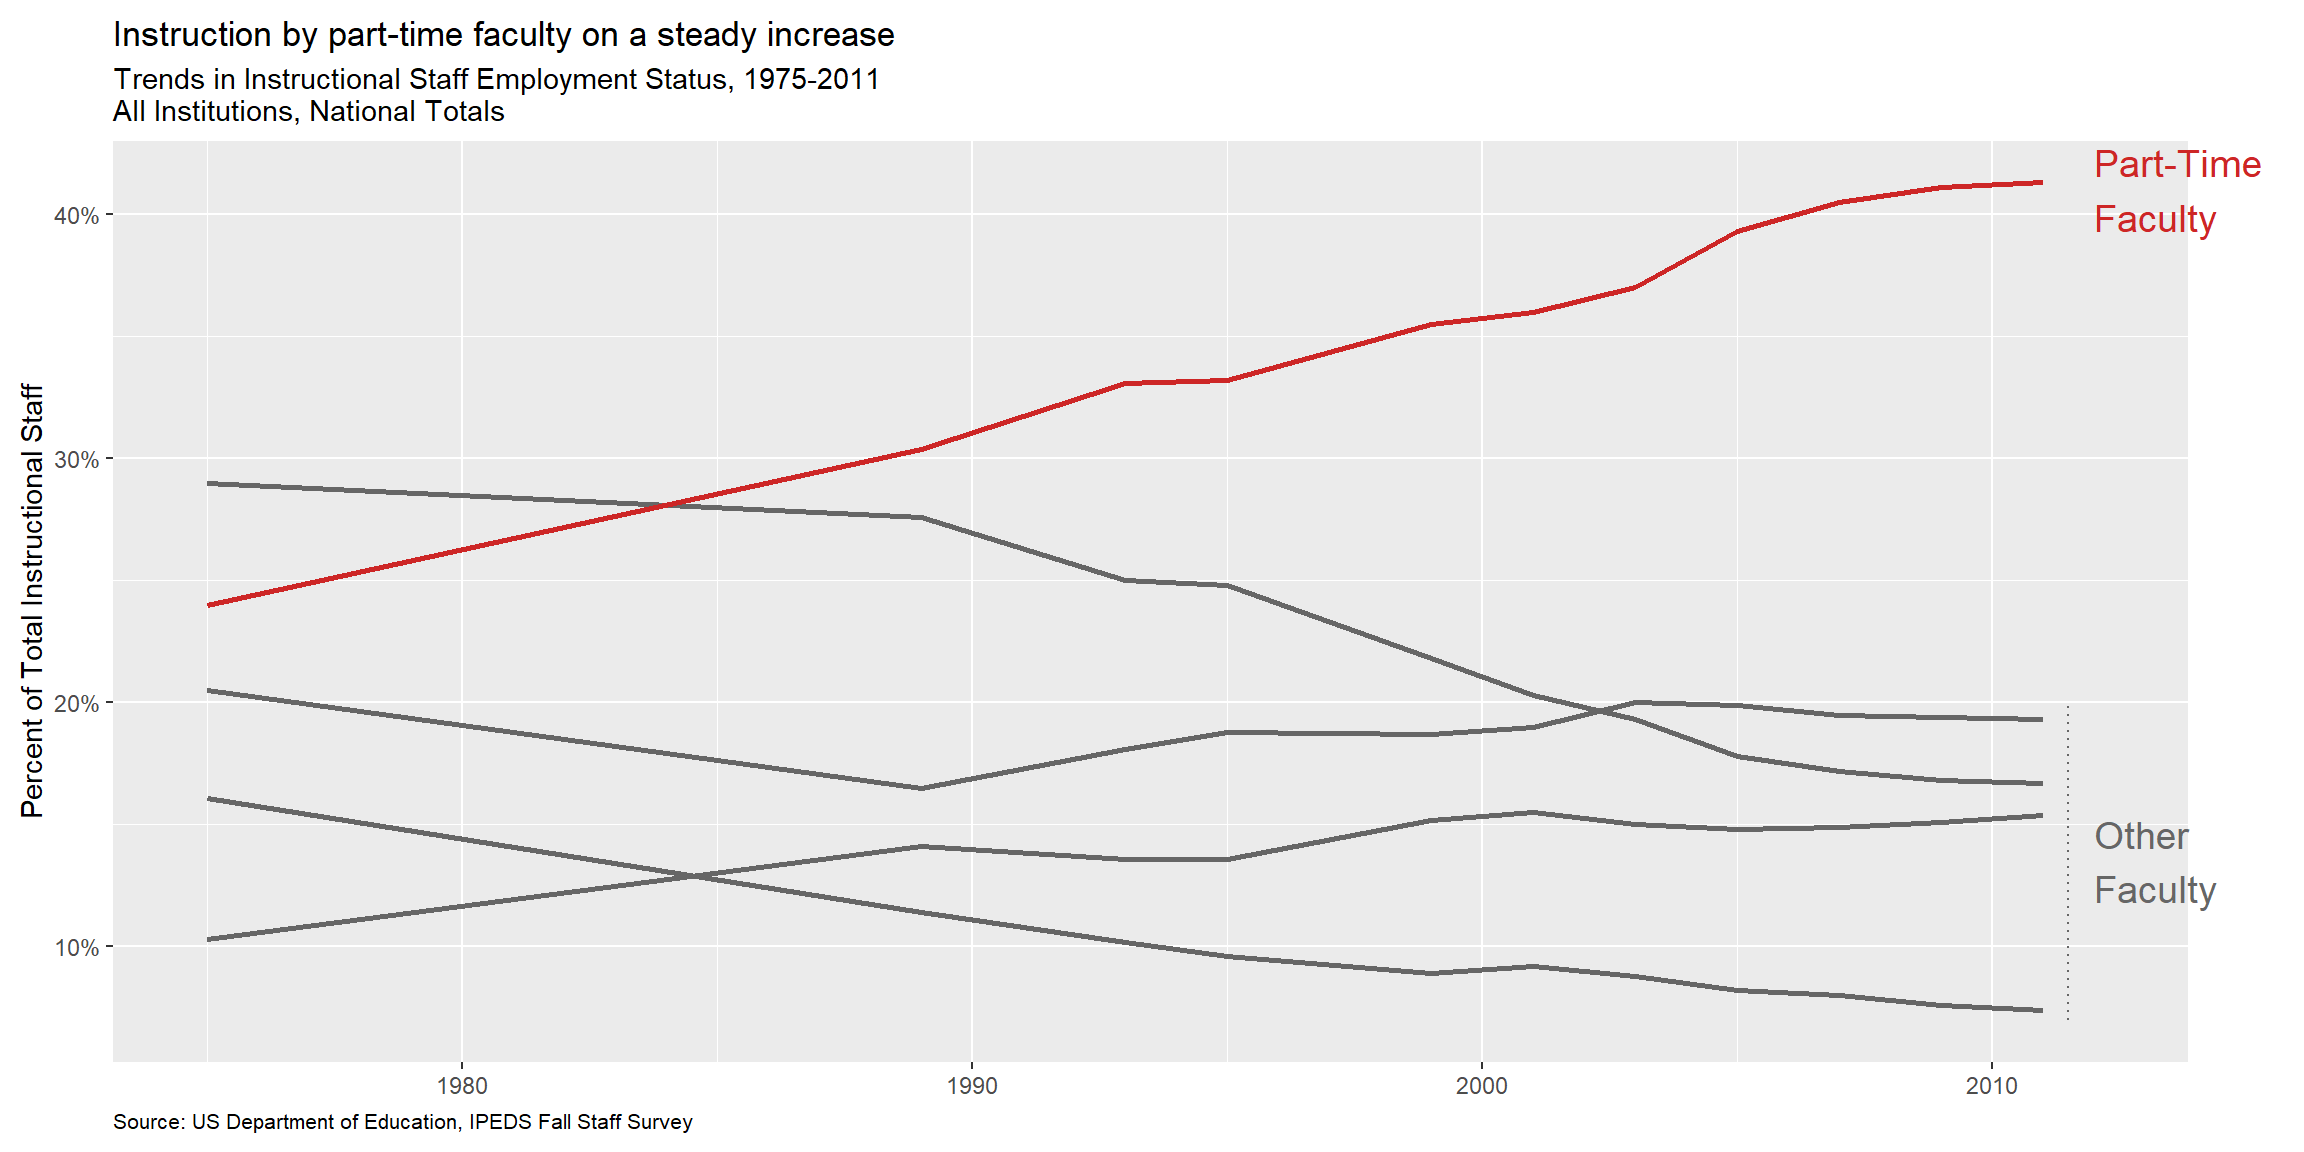 Instruction by part-time faculty on a steady increase
Trends in Instructional Staff Employment Status, 1975-2011
All Institutions, National Totals
Percent of Total Instructional Staff
40%
30%
20%
10%
Part-Time
Faculty
Other
Faculty
1980
1990
2000
2010
Source: US Department of Education, IPEDS Fall Staff Survey